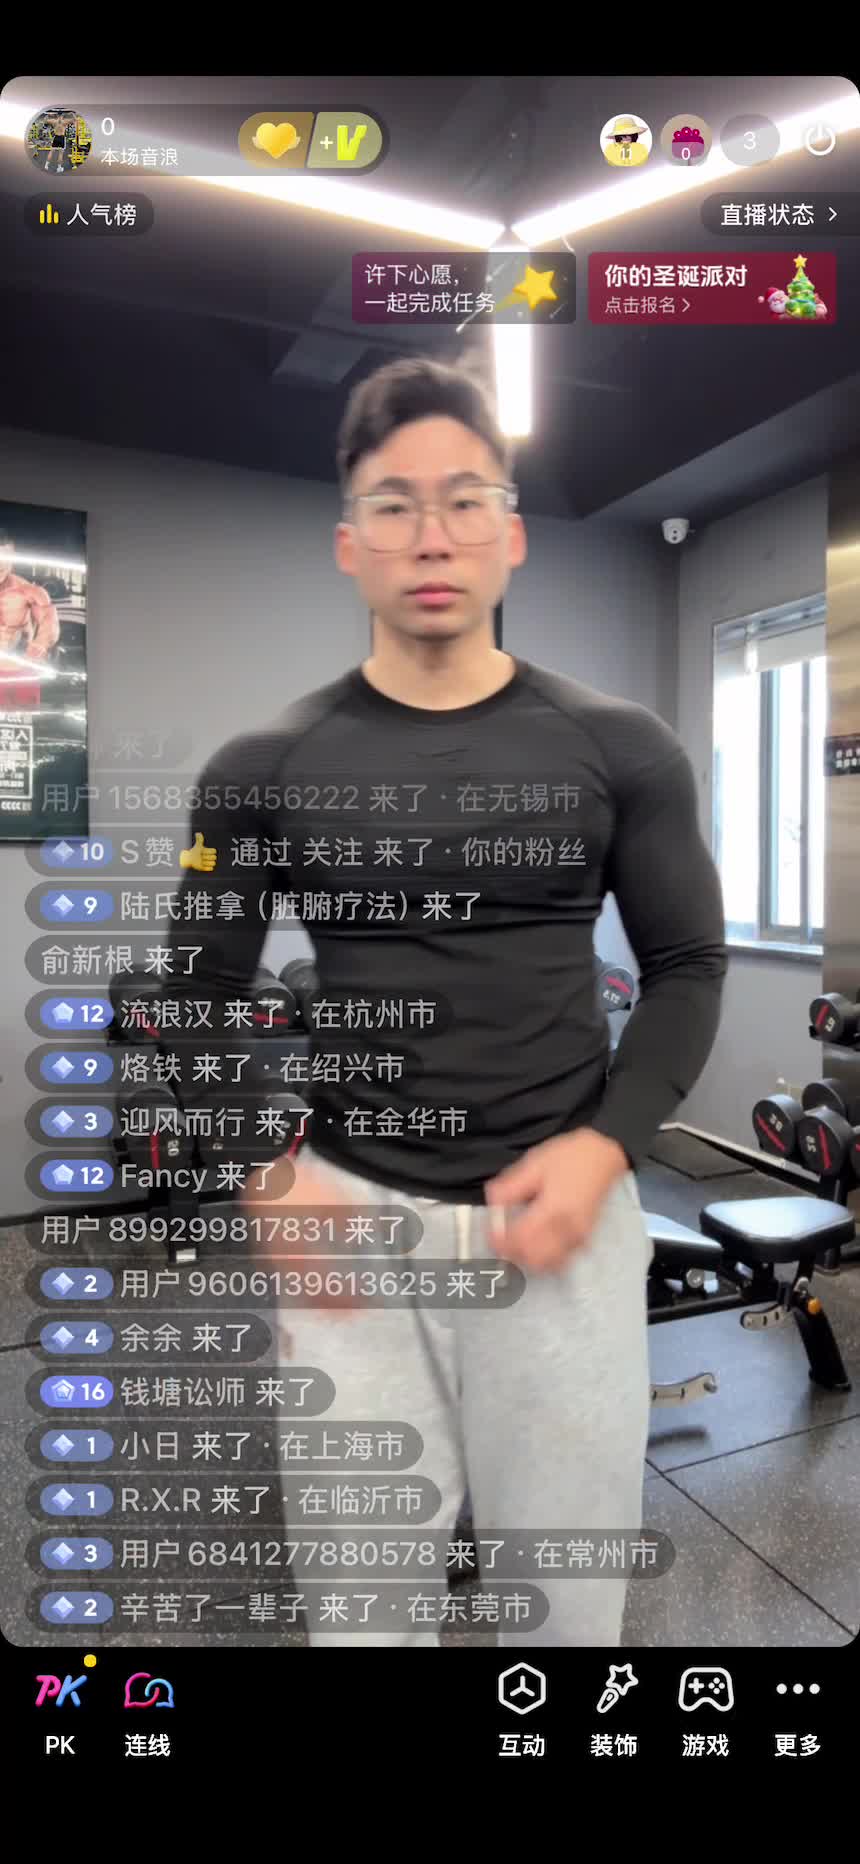 0
本场音浪
+
11
0
3
人气榜
直播状态 >
许下心愿，
一起完成任务
你的圣诞派对
点击报名 >
来了
用户1568355456222 来了 · 在无锡市
10 S赞👍 通过 关注 来了 · 你的粉丝
9 陆氏推拿（脏腑疗法）来了
俞新根 来了
12 流浪汉 来了 · 在杭州市
9 烙铁 来了 · 在绍兴市
3 迎风而行 来了 · 在金华市
12 Fancy 来了
用户899299817831 来了
2 用户9606139613625 来了
4 余余 来了
16 钱塘讼师 来了
1 小日 来了 · 在上海市
1 R.X.R 来了 · 在临沂市
3 用户6841277880578 来了 · 在常州市
2 辛苦了一辈子 来了 · 在东莞市
PK
PK
连线
互动
装饰
游戏
更多